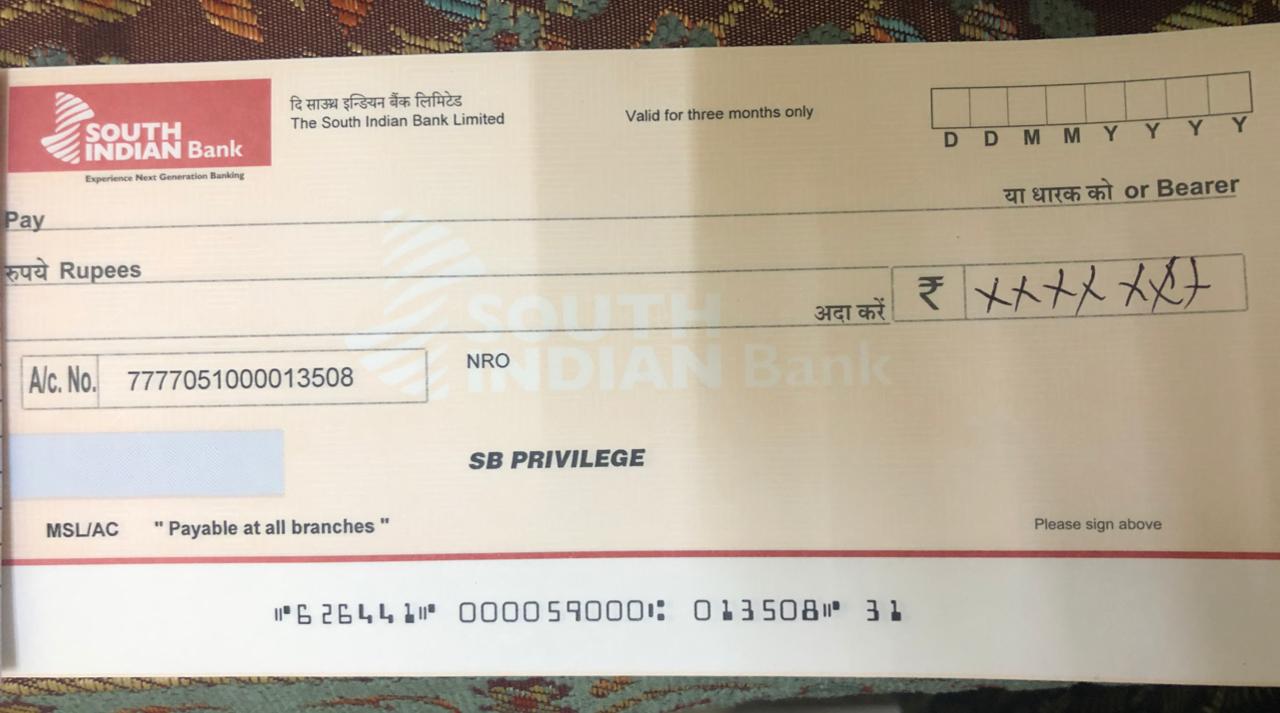 SOUTH
INDIAN Bank
Experience Next Generation Banking
दि साउथ इन्डियन बैंक लिमिटेड
The South Indian Bank Limited
Valid for three months only
D D M M Y Y Y Y
Pay
या धारक को or Bearer
रुपये Rupees
अदा करें
₹ XXXX XXX
SOUTH
INDIAN Bank
A/c. No. 7777051000013508
NRO
SB PRIVILEGE
MSL/AC " Payable at all branches "
Please sign above
⑈626441⑈ 000059000⑆ 013508⑈ 31